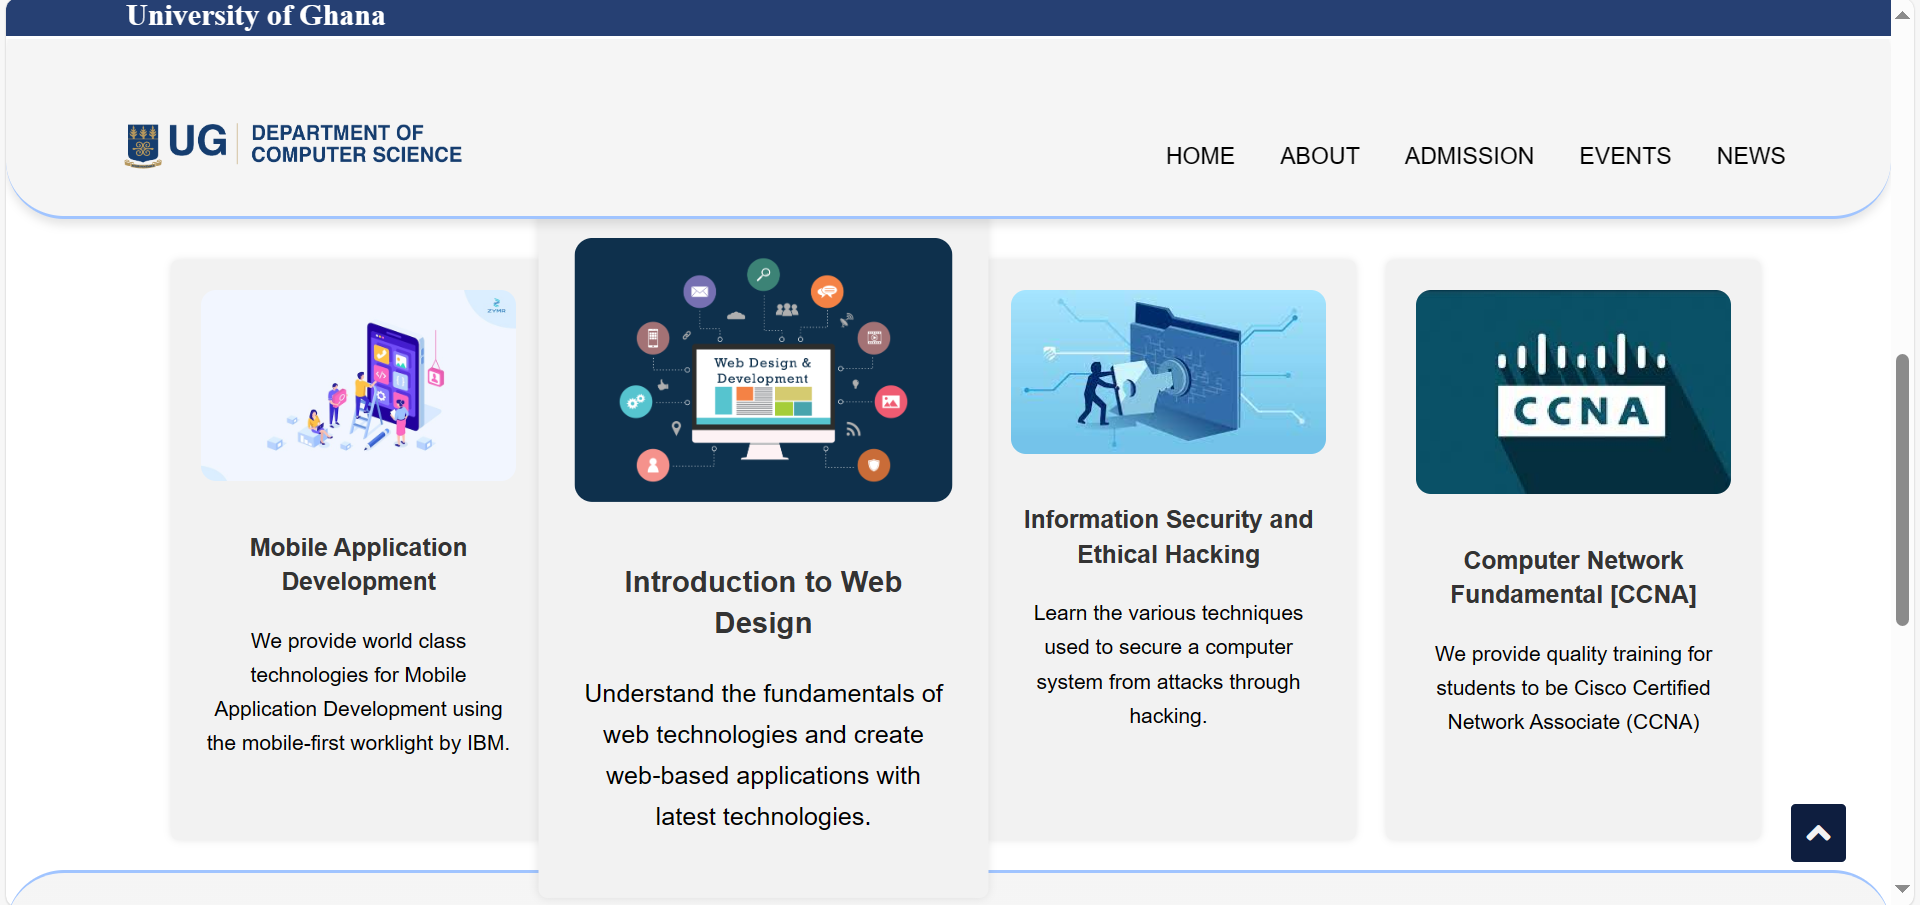 University of Ghana
UG
DEPARTMENT OF
COMPUTER SCIENCE
HOME
ABOUT
ADMISSION
EVENTS
NEWS
ZYMR
Mobile Application
Development
We provide world class
technologies for Mobile
Application Development using
the mobile-first worklight by IBM.
Web Design &
Development
Introduction to Web
Design
Understand the fundamentals of
web technologies and create
web-based applications with
latest technologies.
Information Security and
Ethical Hacking
Learn the various techniques
used to secure a computer
system from attacks through
hacking.
CCNA
Computer Network
Fundamental [CCNA]
We provide quality training for
students to be Cisco Certified
Network Associate (CCNA)